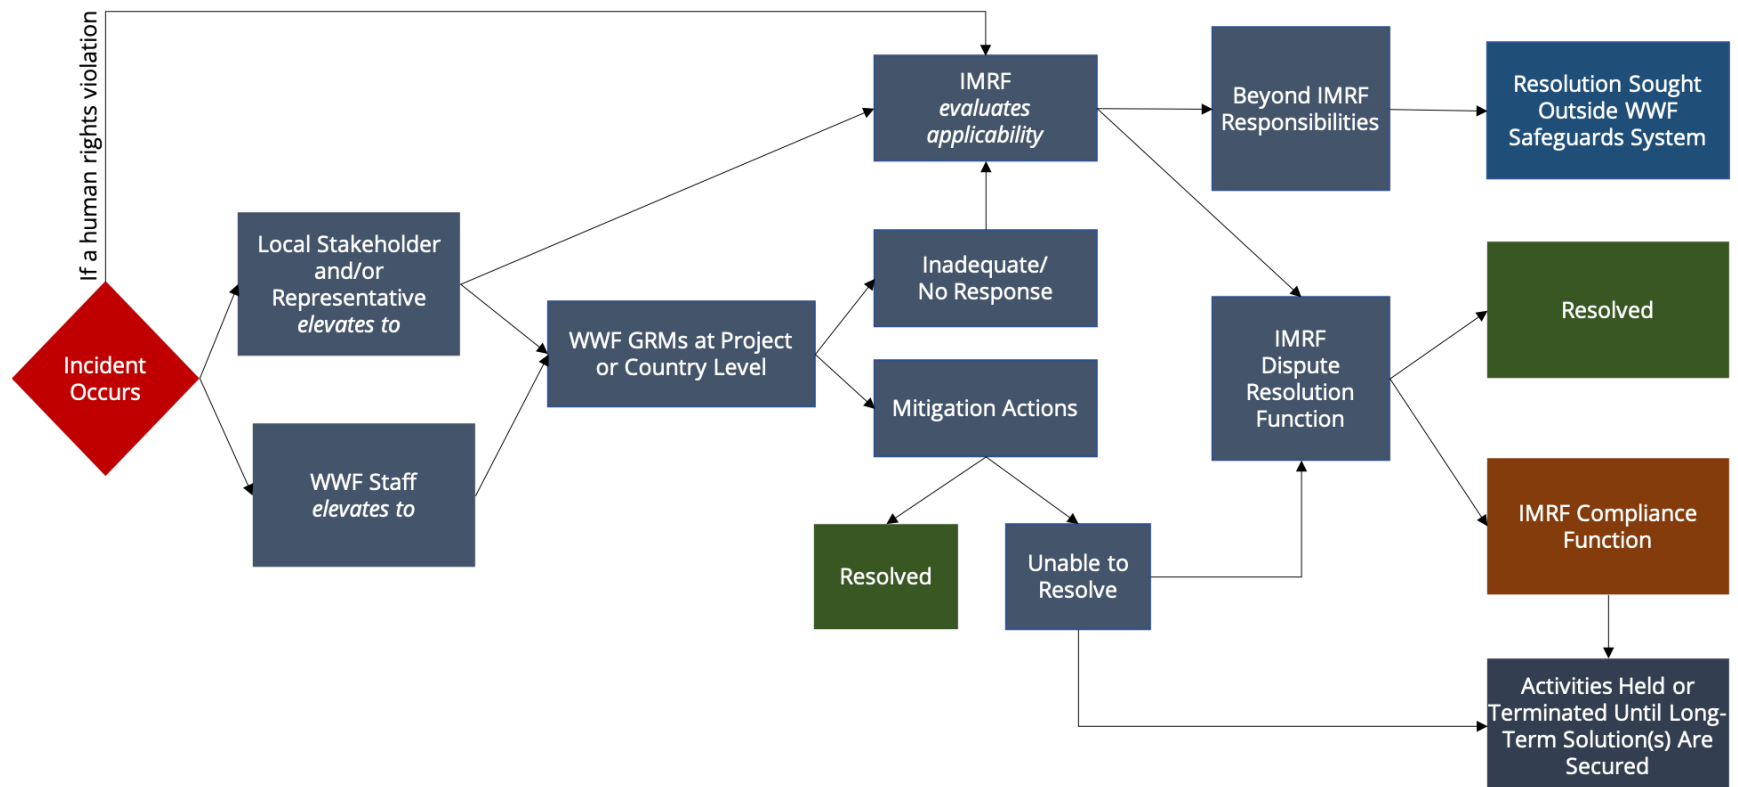 If a human rights violation
Incident
Occurs
Local Stakeholder
and/or
Representative
elevates to
WWF Staff
elevates to
WWF GRMs at Project
or Country Level
IMRF
evaluates
applicability
Inadequate/
No Response
Mitigation Actions
Resolved
Unable to
Resolve
Beyond IMRF
Responsibilities
IMRF
Dispute
Resolution
Function
Resolution Sought
Outside WWF
Safeguards System
Resolved
IMRF Compliance
Function
Activities Held or
Terminated Until Long-
Term Solution(s) Are
Secured